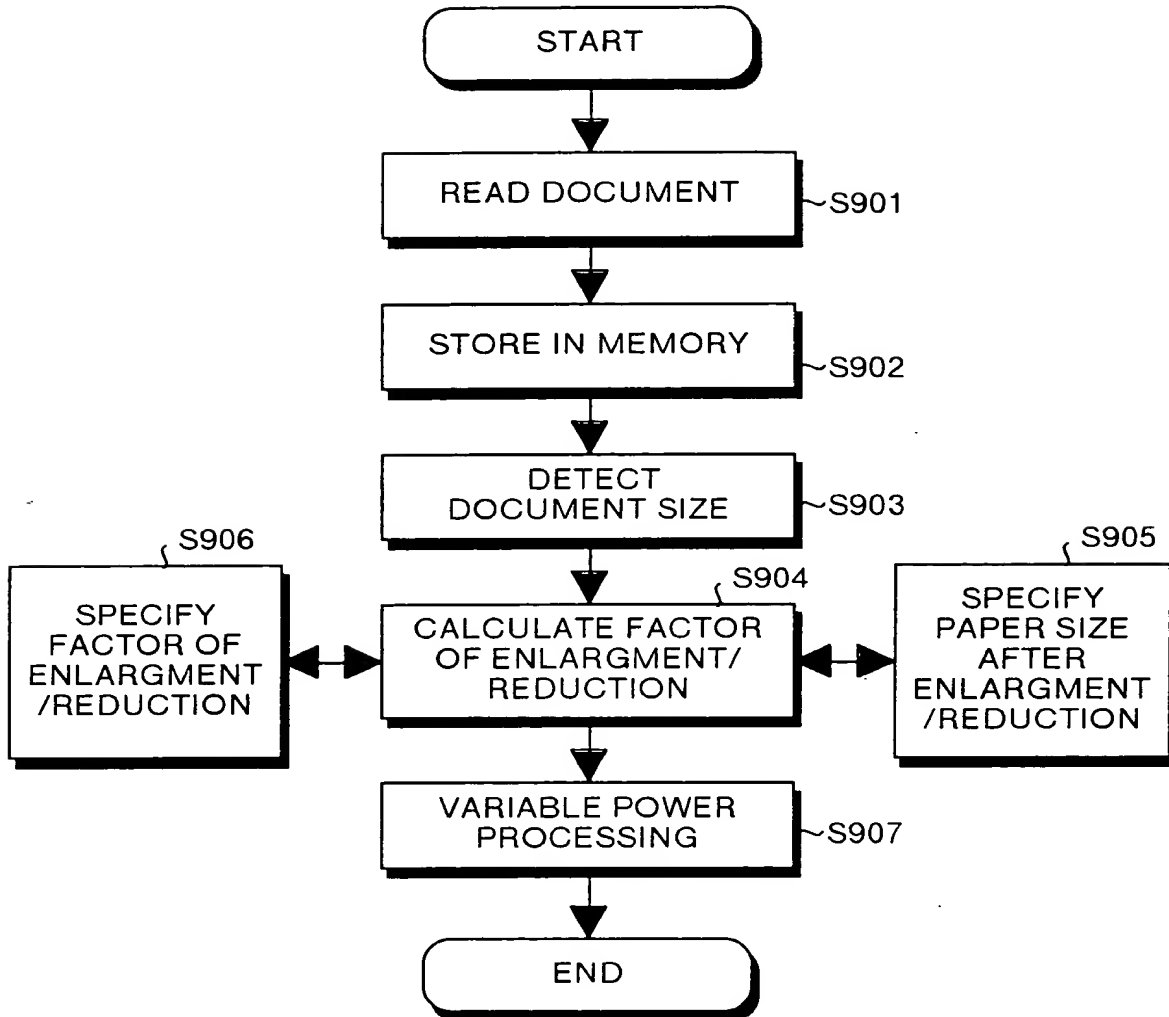 START
READ DOCUMENT
S901
STORE IN MEMORY
S902
DETECT
DOCUMENT SIZE
S903
S906
SPECIFY
FACTOR OF
ENLARGMENT
/REDUCTION
S904
CALCULATE FACTOR
OF ENLARGMENT/
REDUCTION
S905
SPECIFY
PAPER SIZE
AFTER
ENLARGMENT
/REDUCTION
VARIABLE POWER
PROCESSING
S907
END